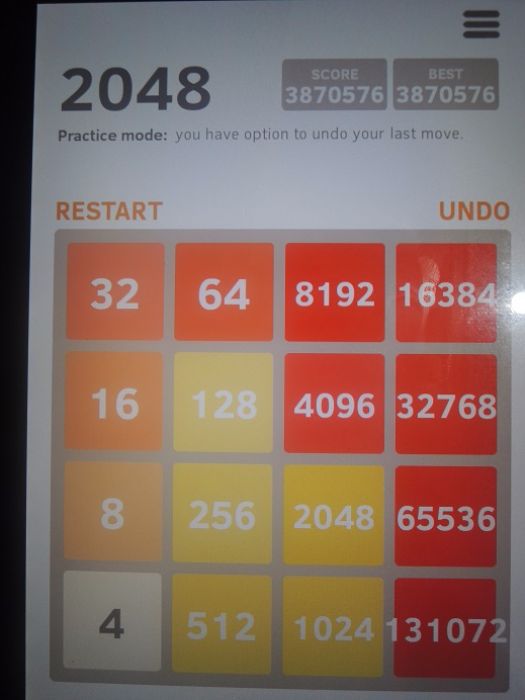 2048
SCORE
3870576
BEST
3870576
Practice mode: you have option to undo your last move.
RESTART UNDO
32 64 8192 16384
16 128 4096 32768
8 256 2048 65536
4 512 1024 131072